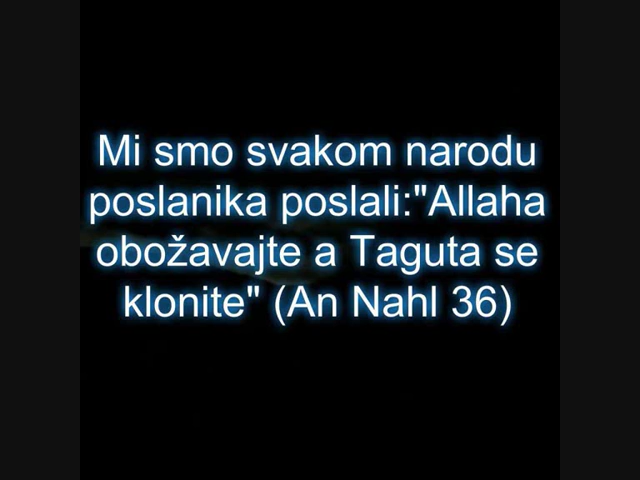 Mi smo svakom narodu
poslanika poslali:"Allaha
obožavajte a Taguta se
klonite" (An Nahl 36)